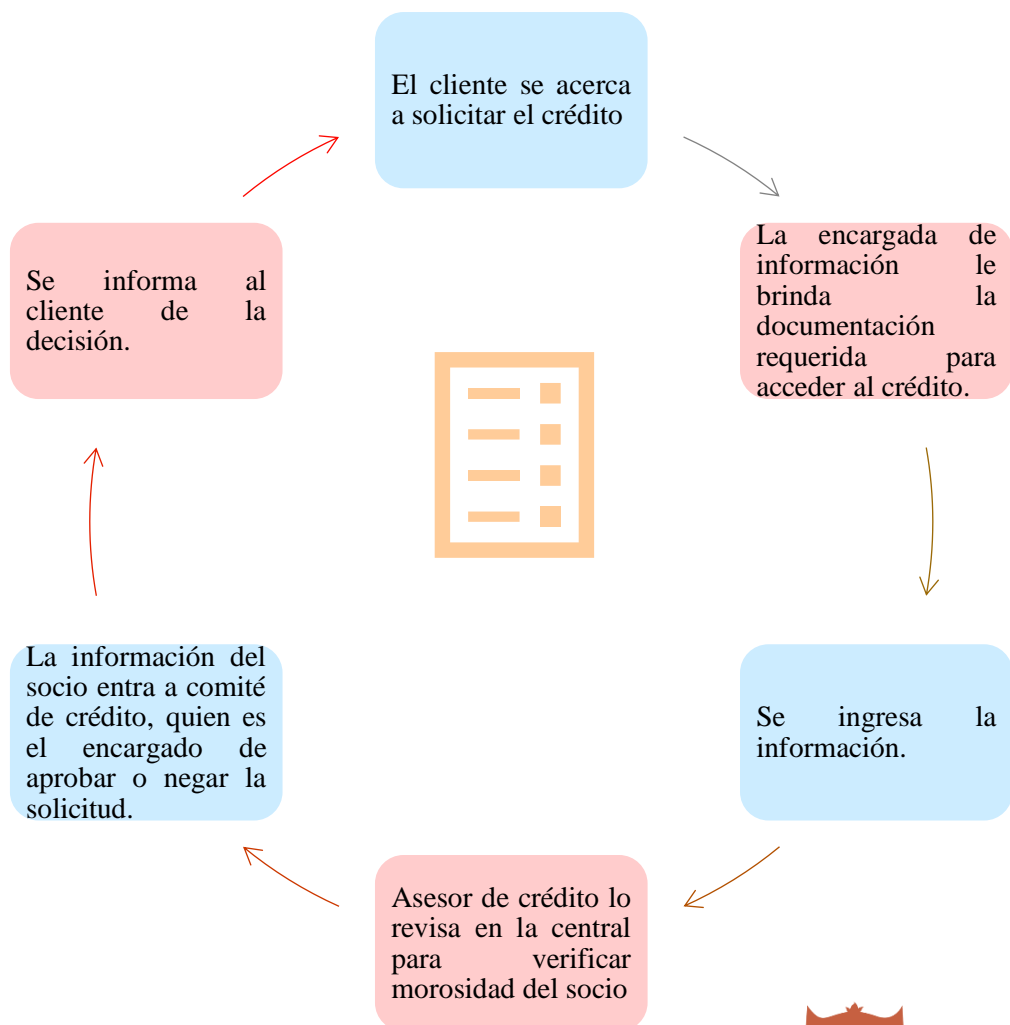 El cliente se acerca
a solicitar el crédito
La encargada de
información le
brinda la
documentación
requerida para
acceder al crédito.
Se ingresa la
información.
Asesor de crédito lo
revisa en la central
para verificar
morosidad del socio
La información del
socio entra a comité
de crédito, quien es
el encargado de
aprobar o negar la
solicitud.
Se informa al
cliente de la
decisión.